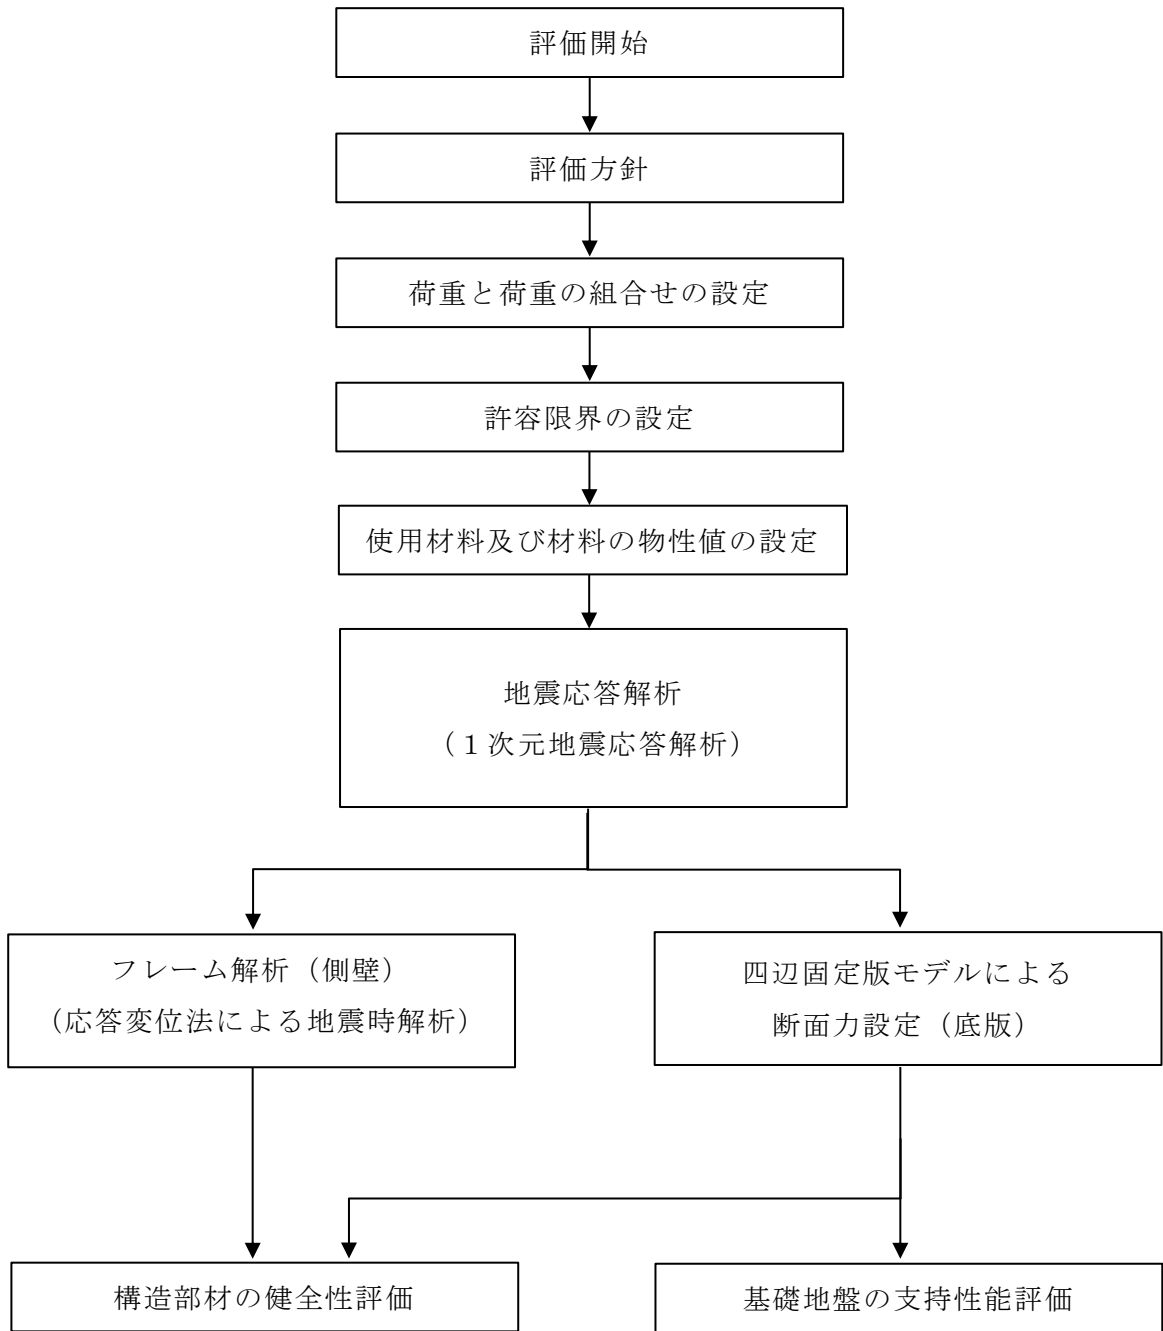 評価開始
評価方針
荷重と荷重の組合せの設定
許容限界の設定
使用材料及び材料の物性値の設定
地震応答解析
（１次元地震応答解析）
フレーム解析（側壁）
（応答変位法による地震時解析）
四辺固定版モデルによる
断面力設定（底版）
構造部材の健全性評価
基礎地盤の支持性能評価